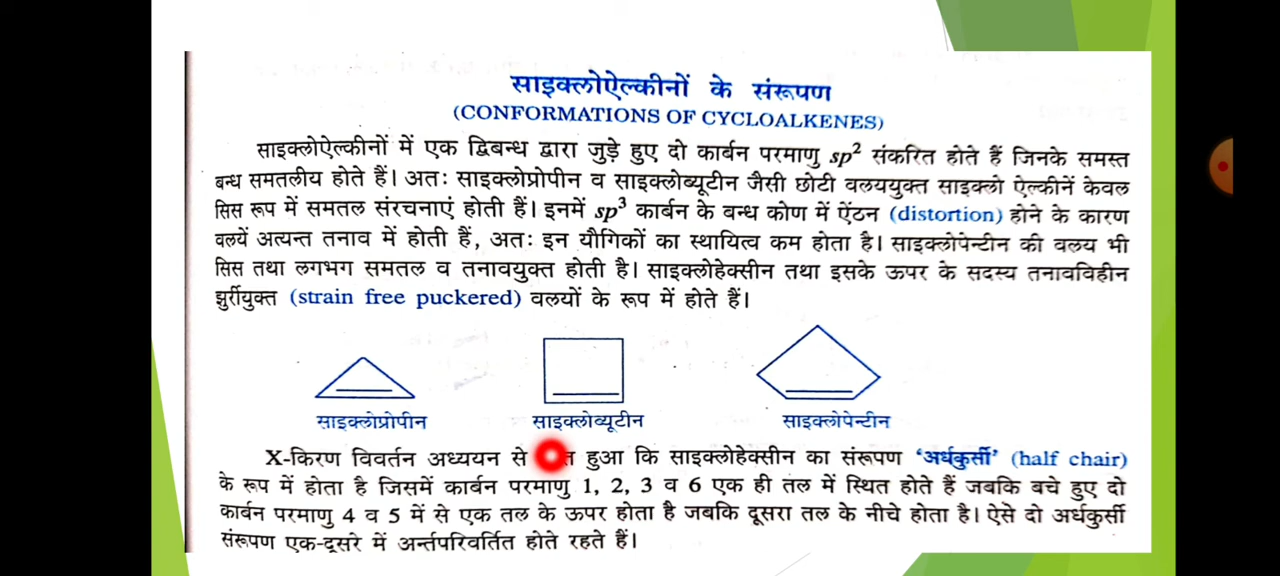 साइक्लोऐल्कीनों के संरूपण
(CONFORMATIONS OF CYCLOALKENES)
साइक्लोऐल्कीनों में एक द्विबन्ध द्वारा जुड़े हुए दो कार्बन परमाणु sp² संकरित होते हैं जिनके समस्त
बन्ध समतलीय होते हैं। अतः साइक्लोप्रोपीन व साइक्लोब्यूटीन जैसी छोटी वलययुक्त साइक्लो ऐल्कीनें केवल
सिस रूप में समतल संरचनाएं होती हैं। इनमें sp³ कार्बन के बन्ध कोण में ऐंठन (distortion) होने के कारण
वलयें अत्यन्त तनाव में होती हैं, अतः इन यौगिकों का स्थायित्व कम होता है। साइक्लोपेन्टीन की वलय भी
सिस तथा लगभग समतल व तनावयुक्त होती है। साइक्लोहेक्सीन तथा इसके ऊपर के सदस्य तनावविहीन
झुर्रीयुक्त (strain free puckered) वलयों के रूप में होते हैं।
साइक्लोप्रोपीन साइक्लोब्यूटीन साइक्लोपेन्टीन
X-किरण विवर्तन अध्ययन से हुआ कि साइक्लोहेक्सीन का संरूपण ‘अर्धकुर्सी’ (half chair)
के रूप में होता है जिसमें कार्बन परमाणु 1, 2, 3 व 6 एक ही तल में स्थित होते हैं जबकि बचे हुए दो
कार्बन परमाणु 4 व 5 में से एक तल के ऊपर होता है जबकि दूसरा तल के नीचे होता है। ऐसे दो अर्धकुर्सी
संरूपण एक-दूसरे में अर्न्तपरिवर्तित होते रहते हैं।